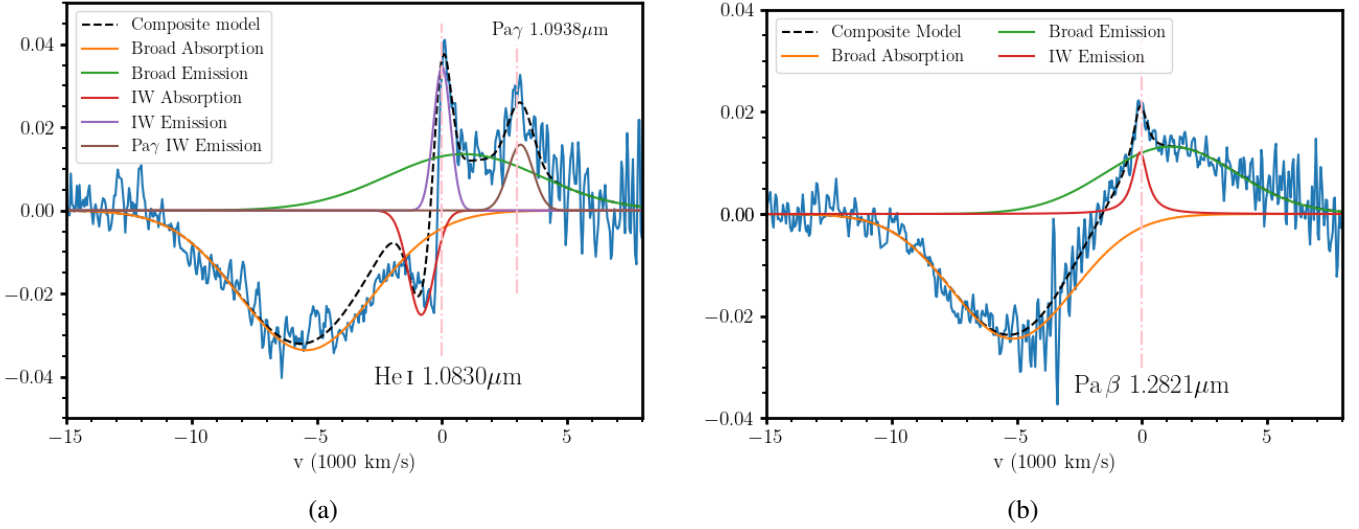 Composite model
Broad Absorption
Broad Emission
IW Absorption
IW Emission
Paγ IW Emission
Paγ 1.0938μm
He I 1.0830μm
0.04
0.02
0.00
−0.02
−0.04
−15
−10
−5
0
5
v (1000 km/s)
(a)
Composite Model
Broad Absorption
Broad Emission
IW Emission
Pa β 1.2821μm
0.04
0.02
0.00
−0.02
−0.04
−15
−10
−5
0
5
v (1000 km/s)
(b)